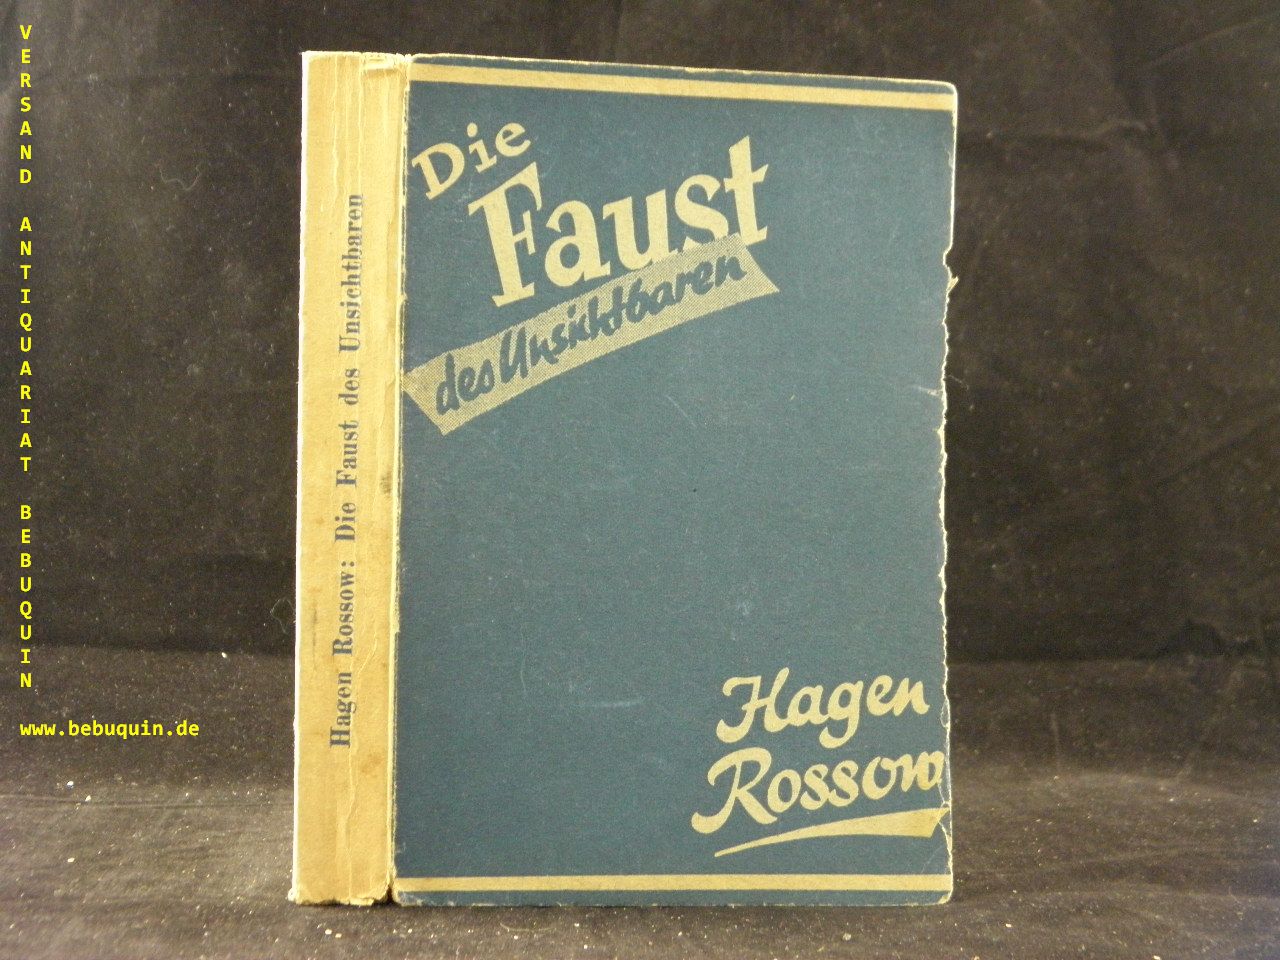 VERSAND ANTIQUARIAT BEBUQUIN
www.bebuquin.de
Hagen Rossow: Die Faust des Unsichtbaren
Die
Faust
des Unsichtbaren
Hagen
Rossow